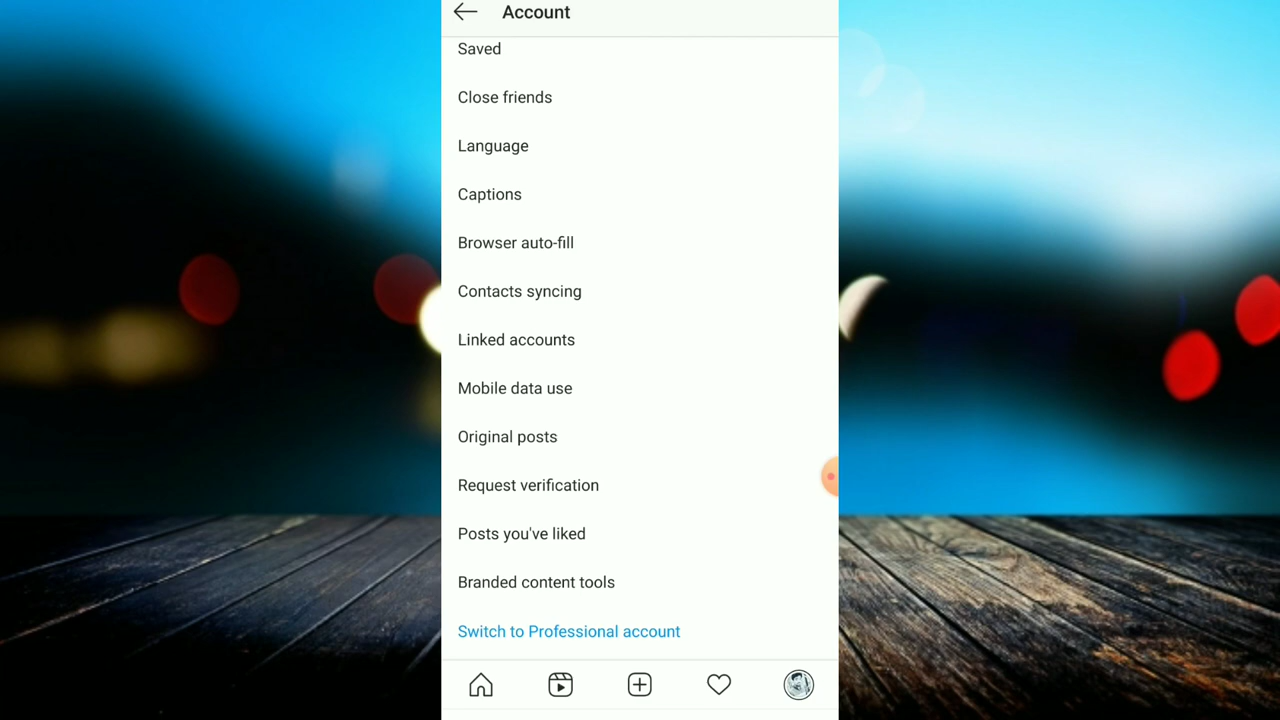 Account
Saved
Close friends
Language
Captions
Browser auto-fill
Contacts syncing
Linked accounts
Mobile data use
Original posts
Request verification
Posts you've liked
Branded content tools
Switch to Professional account